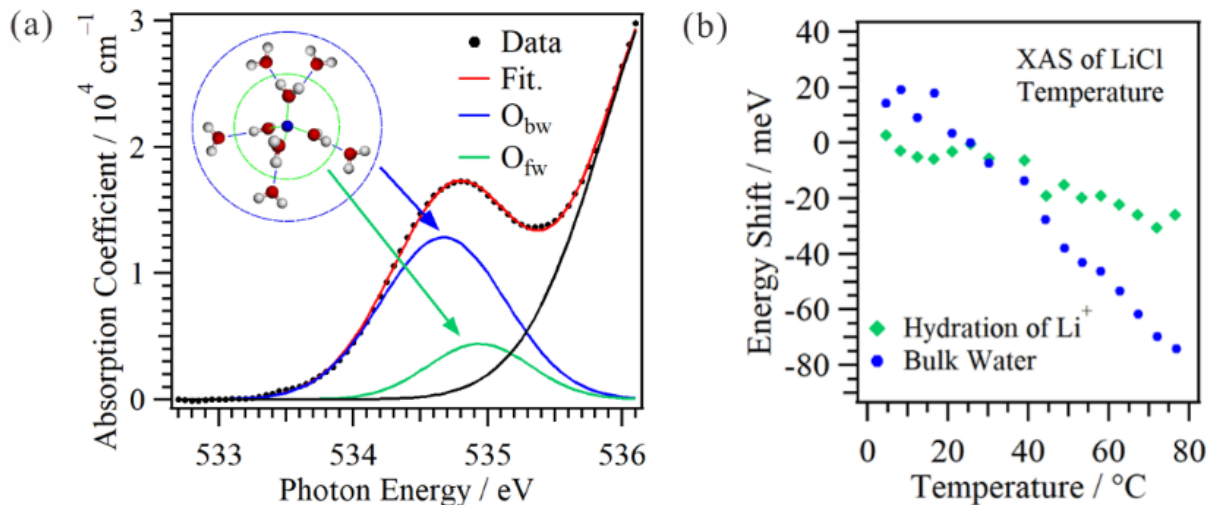 (a)
3
2
1
0
Absorption Coefficient / 10⁴ cm⁻¹
Data
Fit.
O_bw
O_fw
533
534
535
536
Photon Energy / eV
(b)
40
20
0
-20
-40
-60
-80
Energy Shift / meV
XAS of LiCl
Temperature
Hydration of Li⁺
Bulk Water
0
20
40
60
80
Temperature / °C